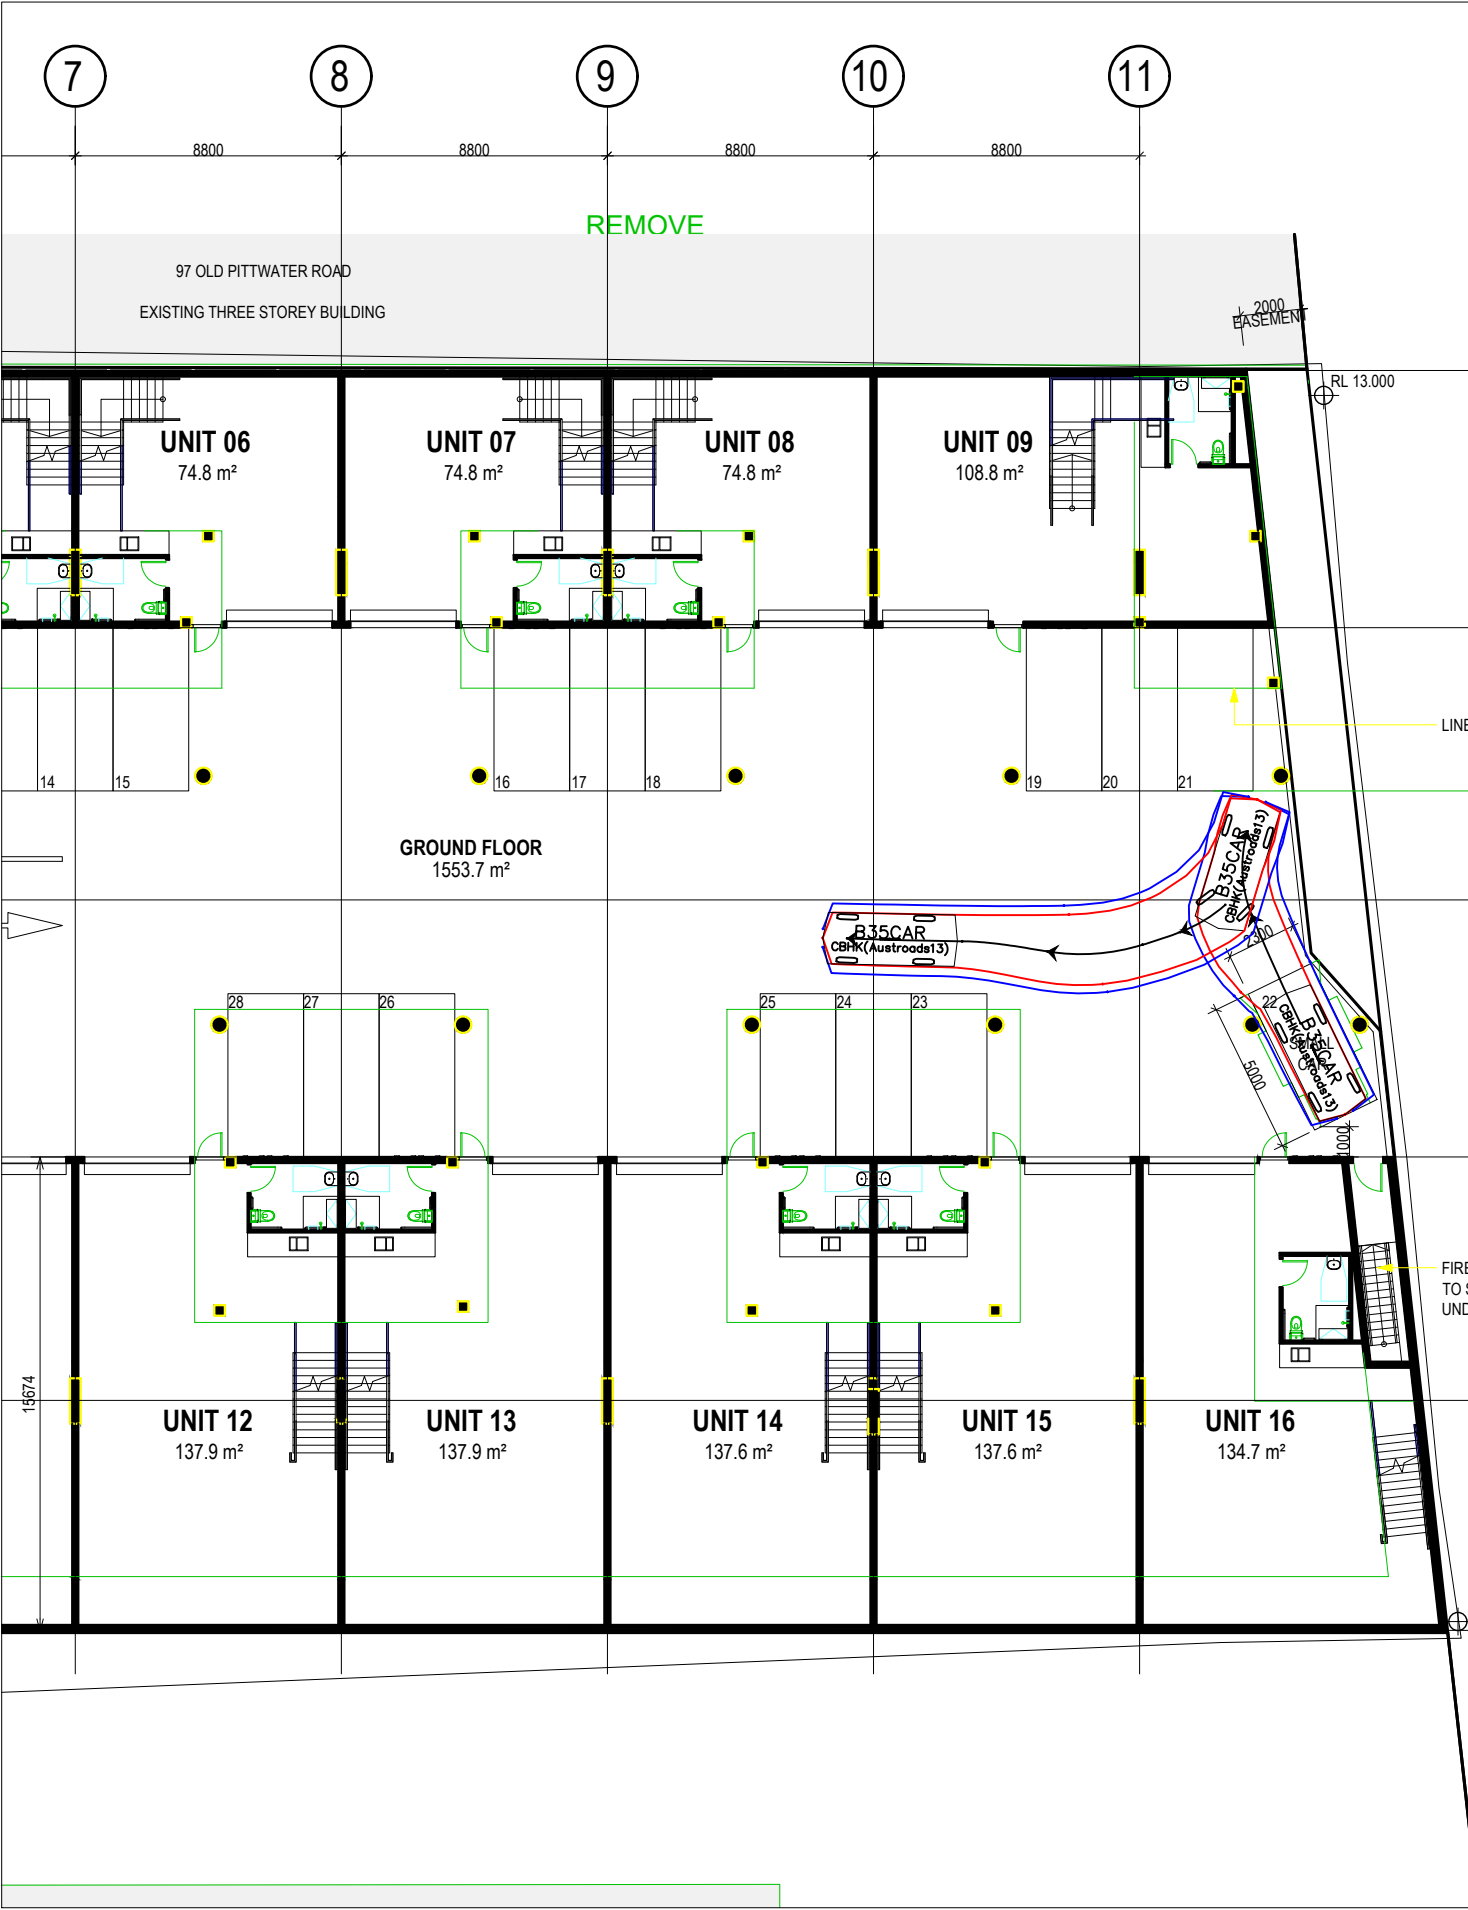 7
8
9
10
11
8800
8800
8800
8800
REMOVE
97 OLD PITTWATER ROAD
EXISTING THREE STOREY BUILDING
2000
EASEMENT
RL 13.000
UNIT 06
74.8 m²
UNIT 07
74.8 m²
UNIT 08
74.8 m²
UNIT 09
108.8 m²
LINE
14
15
16
17
18
19
20
21
GROUND FLOOR
1553.7 m²
B35CAR
CBHK(Austroads13)
B35CAR
CBHK(Austroads13)
2300
28
27
26
25
24
23
22
B35CAR
CBHK(Austroads13)
5000
1000
FIRE
TO
UND
15674
UNIT 12
137.9 m²
UNIT 13
137.9 m²
UNIT 14
137.6 m²
UNIT 15
137.6 m²
UNIT 16
134.7 m²